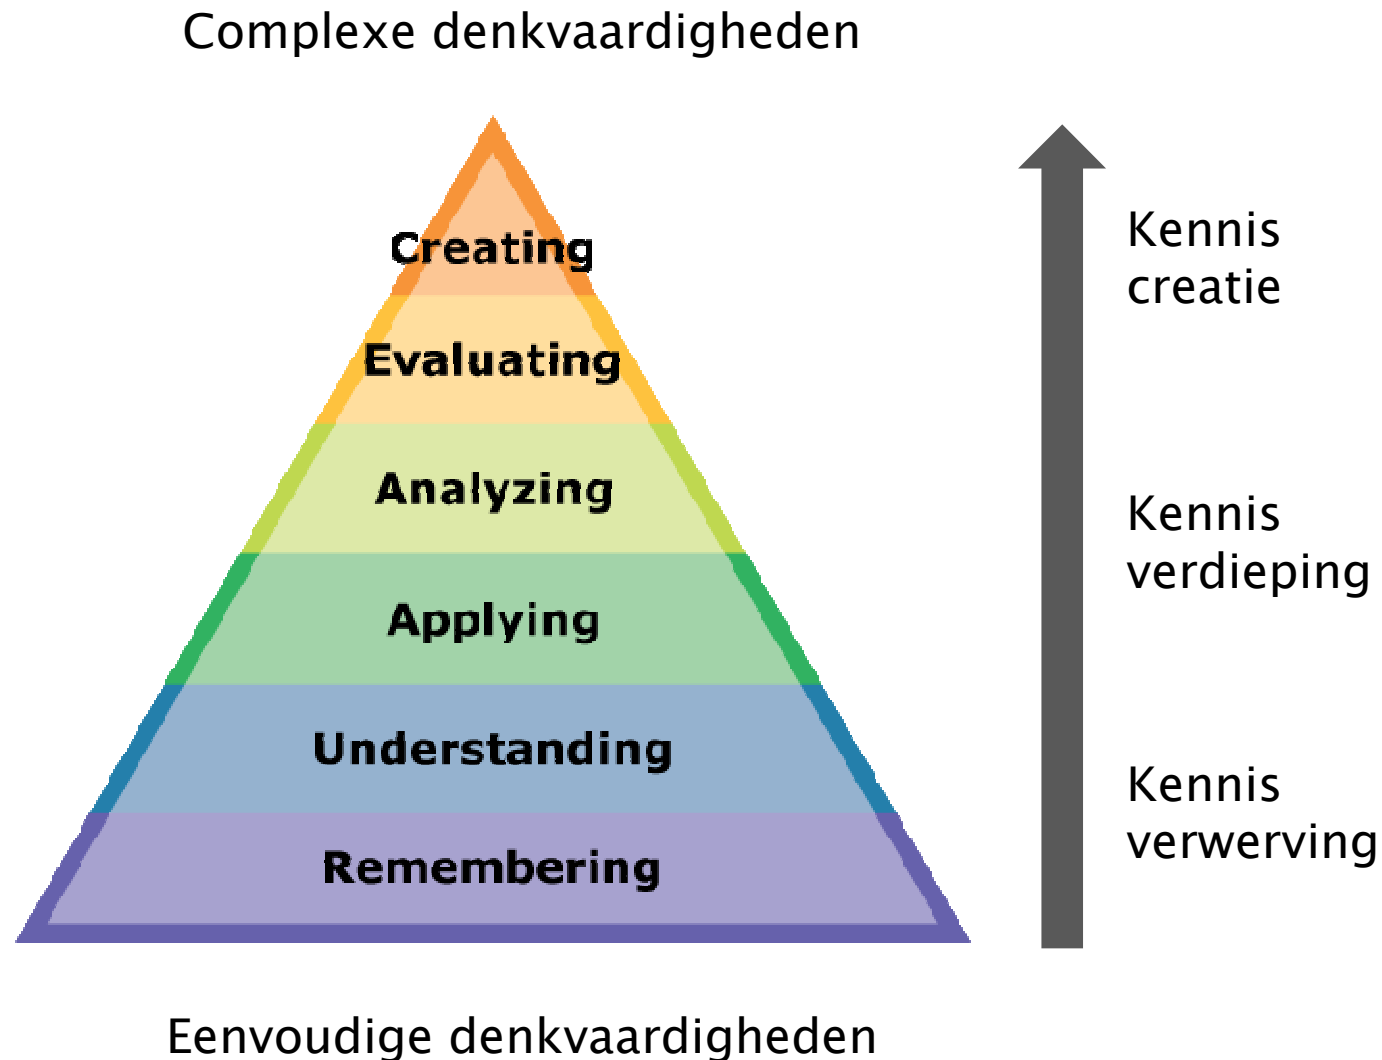 Complexe denkvaardigheden
Creating
Evaluating
Analyzing
Applying
Understanding
Remembering
Kennis
creatie
Kennis
verdieping
Kennis
verwerving
Eenvoudige denkvaardigheden